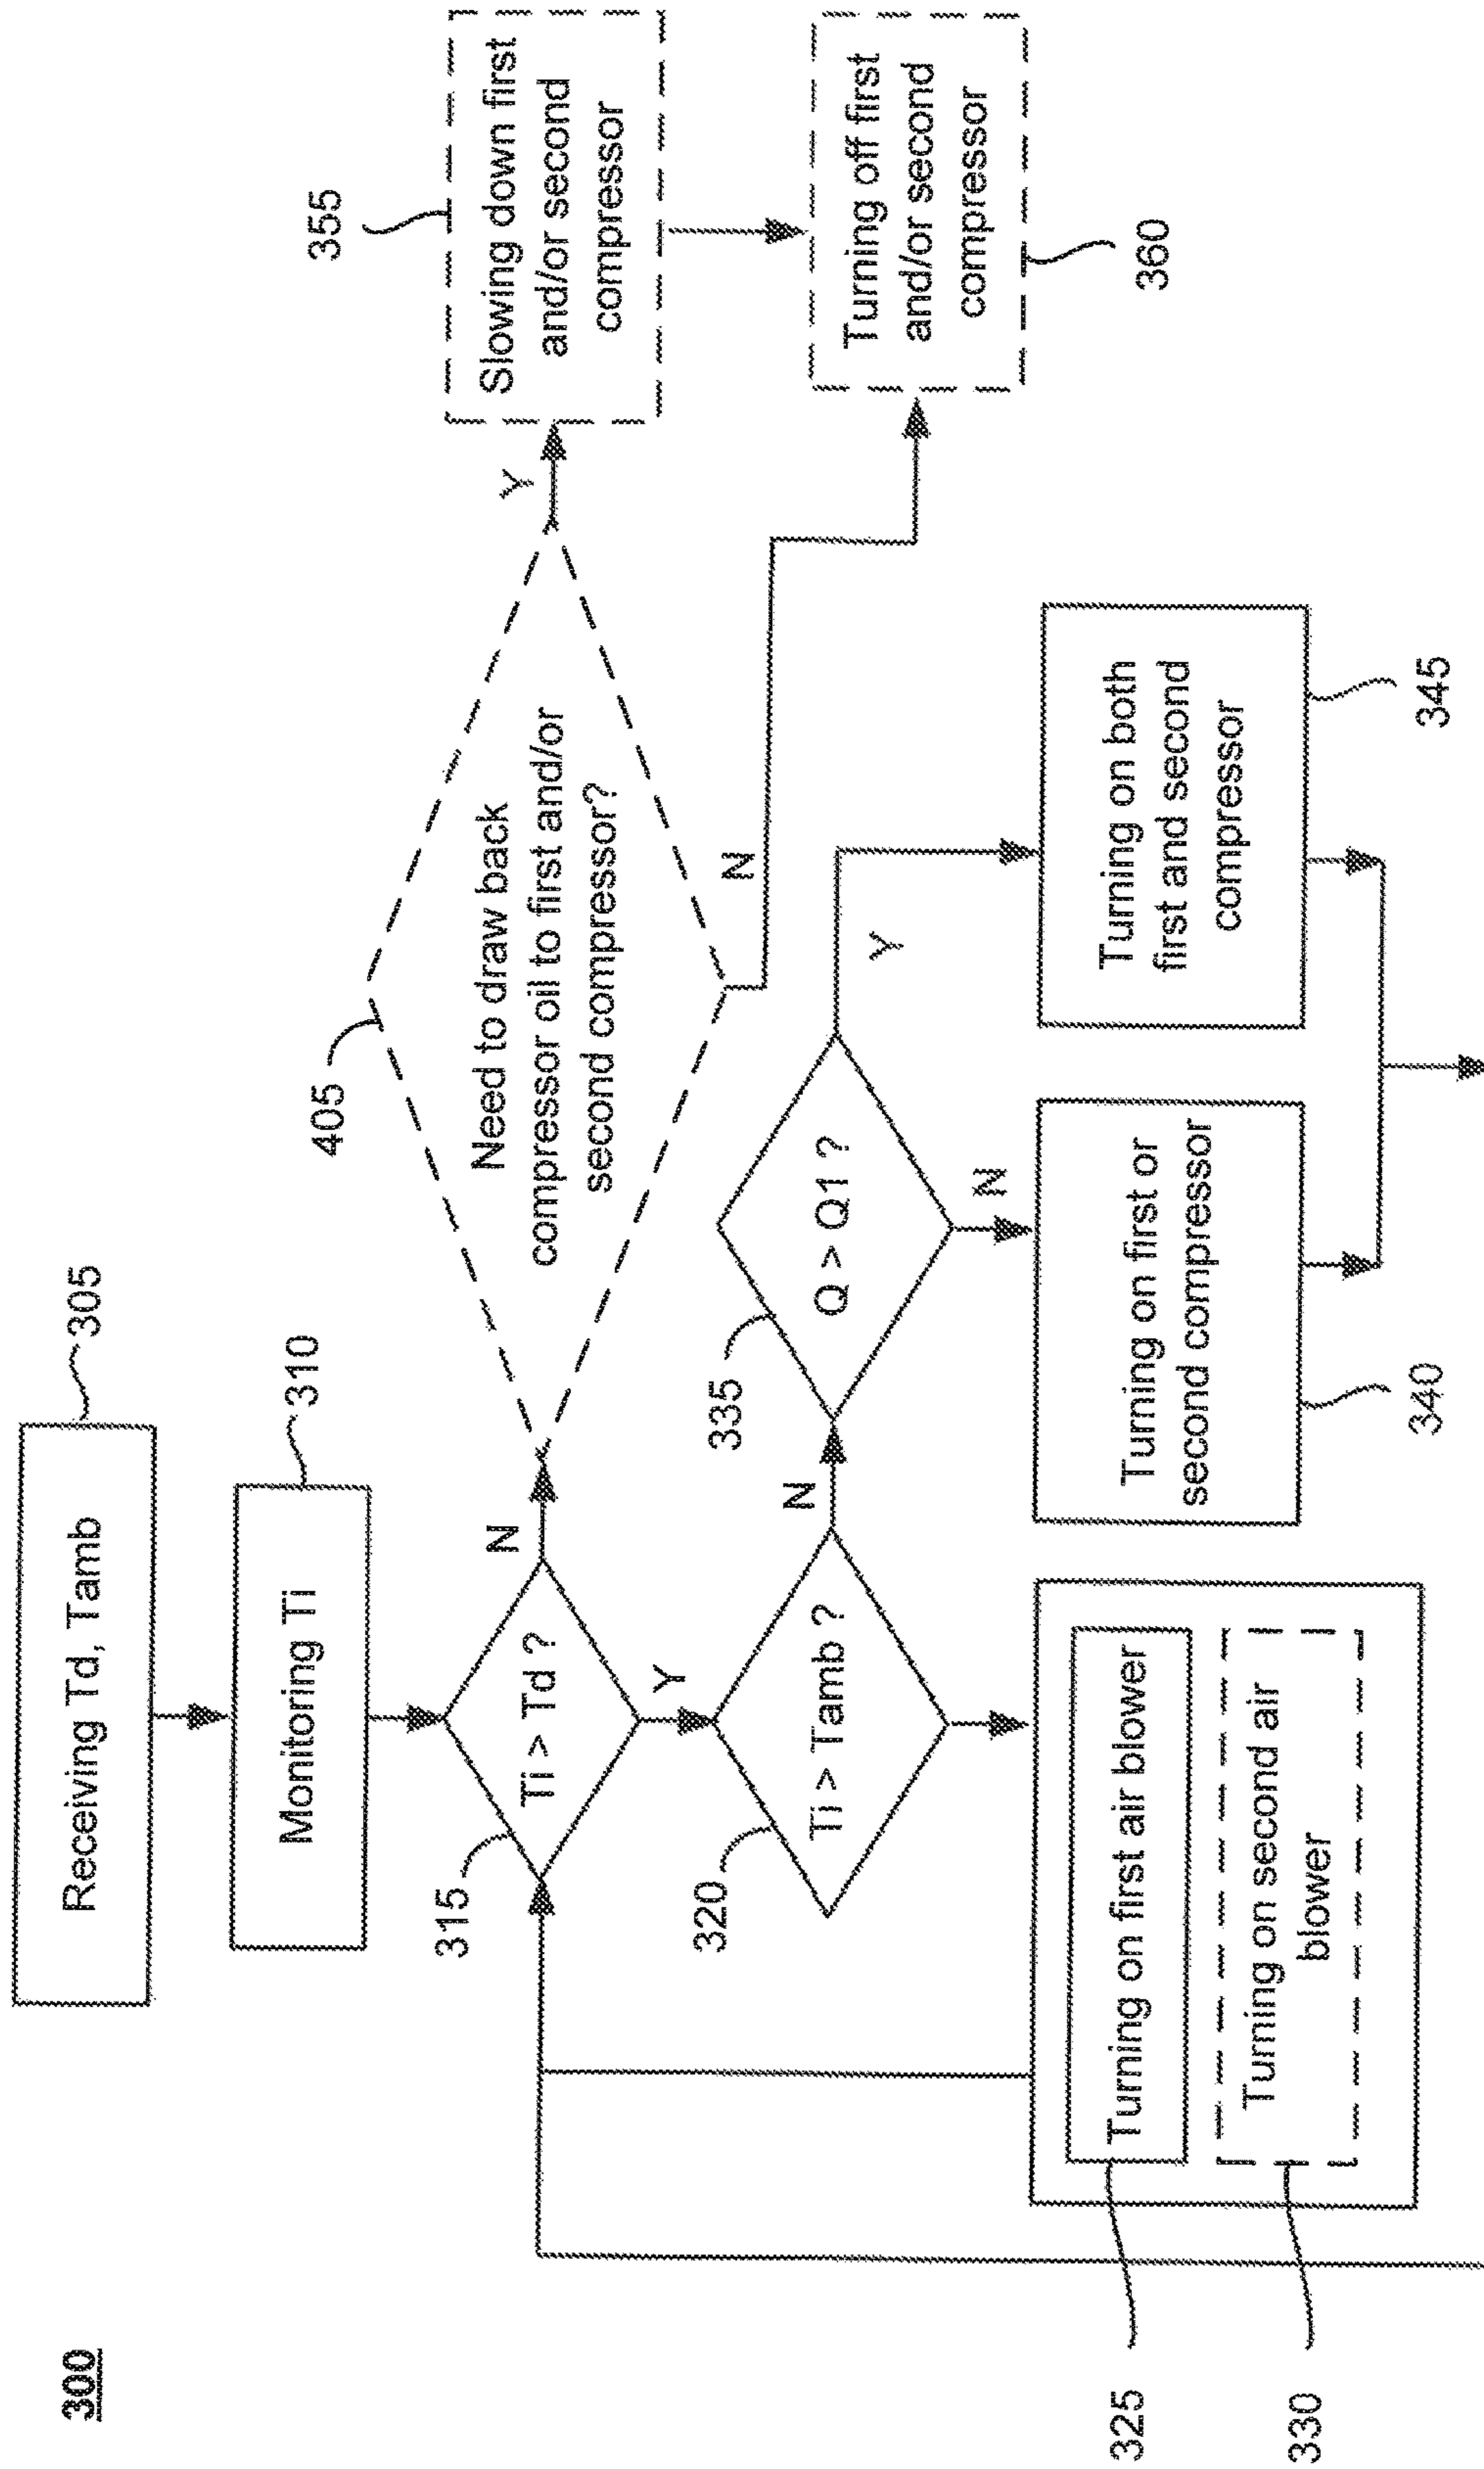 300
Receiving Td, Tamb
305
Monitoring Ti
310
315
Ti > Td ?
N
Y
405
Need to draw back
compressor oil to first and/or
second compressor?
Y
N
355
Slowing down first
and/or second
compressor
Turning off first
and/or second
compressor
360
320
Ti > Tamb ?
N
335
Q > Q1 ?
Y
N
325
Turning on first air blower
330
Turning on second air
blower
Turning on first or
second compressor
340
Turning on both
first and second
compressor
345